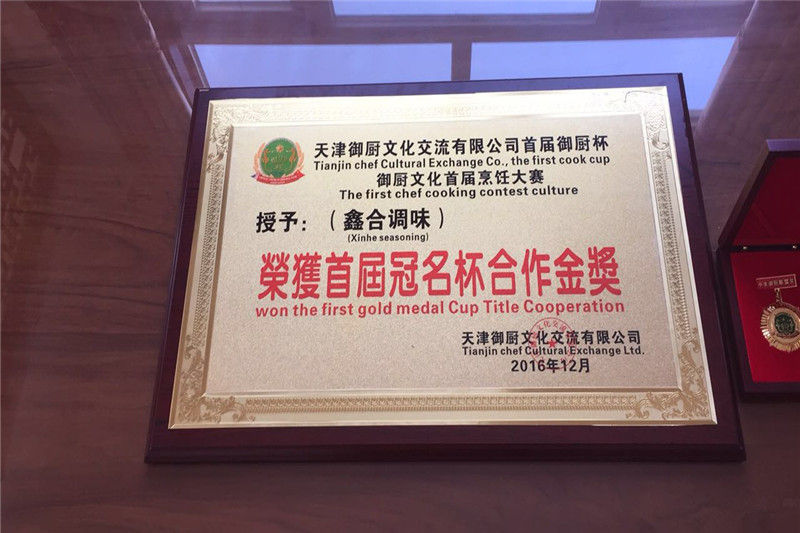 天津御厨文化交流有限公司首届御厨杯
Tianjin chef Cultural Exchange Co., the first cook cup
御厨文化首届烹饪大赛
The first chef cooking contest culture
授予：（鑫合调味）
(Xinhe seasoning)
榮獲首屆冠名杯合作金獎
won the first gold medal Cup Title Cooperation
天津御厨文化交流有限公司
Tianjin chef Cultural Exchange Ltd.
2016年12月